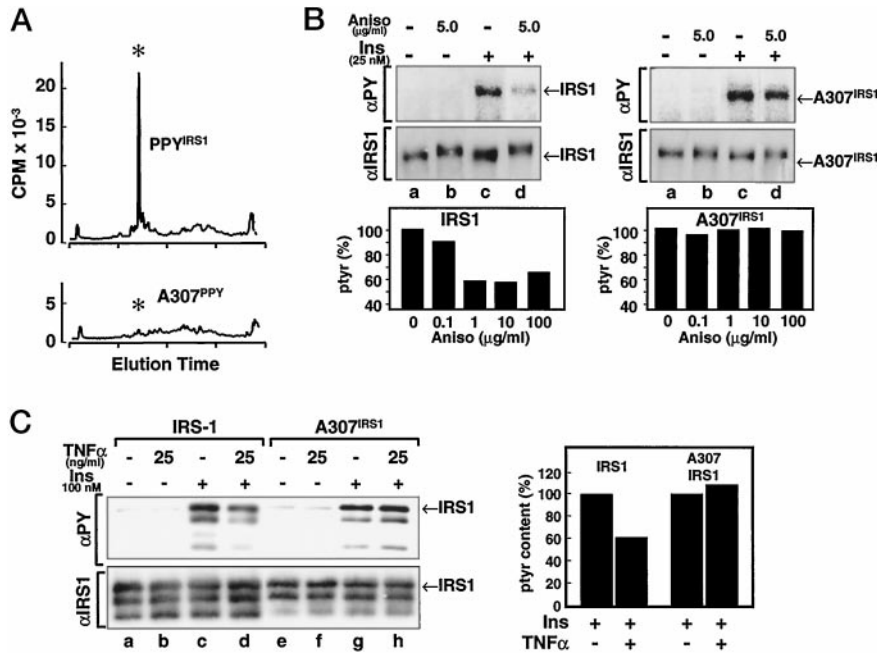 A
CPM x 10⁻³
20
15
10
5
0
*
PPYᴵᴿˢ¹
5
0
*
A307ᴾᴾʸ
Elution Time
B
Aniso (μg/ml) - 5.0 - 5.0
Ins (25 nM) - - + +
αPY
←IRS1
αIRS1
←IRS1
a b c d
- 5.0 - 5.0
- - + +
αPY
←A307ᴵᴿˢ¹
αIRS1
←A307ᴵᴿˢ¹
a b c d
IRS1
ptyr (%)
100
80
60
40
0 0.1 1 10 100
Aniso (μg/ml)
A307ᴵᴿˢ¹
ptyr (%)
100
80
60
40
0 0.1 1 10 100
Aniso (μg/ml)
C
IRS-1 A307ᴵᴿˢ¹
TNFα (ng/ml) - 25 - 25 - 25 - 25
Ins 100 nM - - + + - - + +
αPY
←IRS1
αIRS1
←IRS1
a b c d e f g h
ptyr content (%)
120
100
80
60
40
20
0
IRS1
A307
IRS1
Ins + + + +
TNFα - + - +